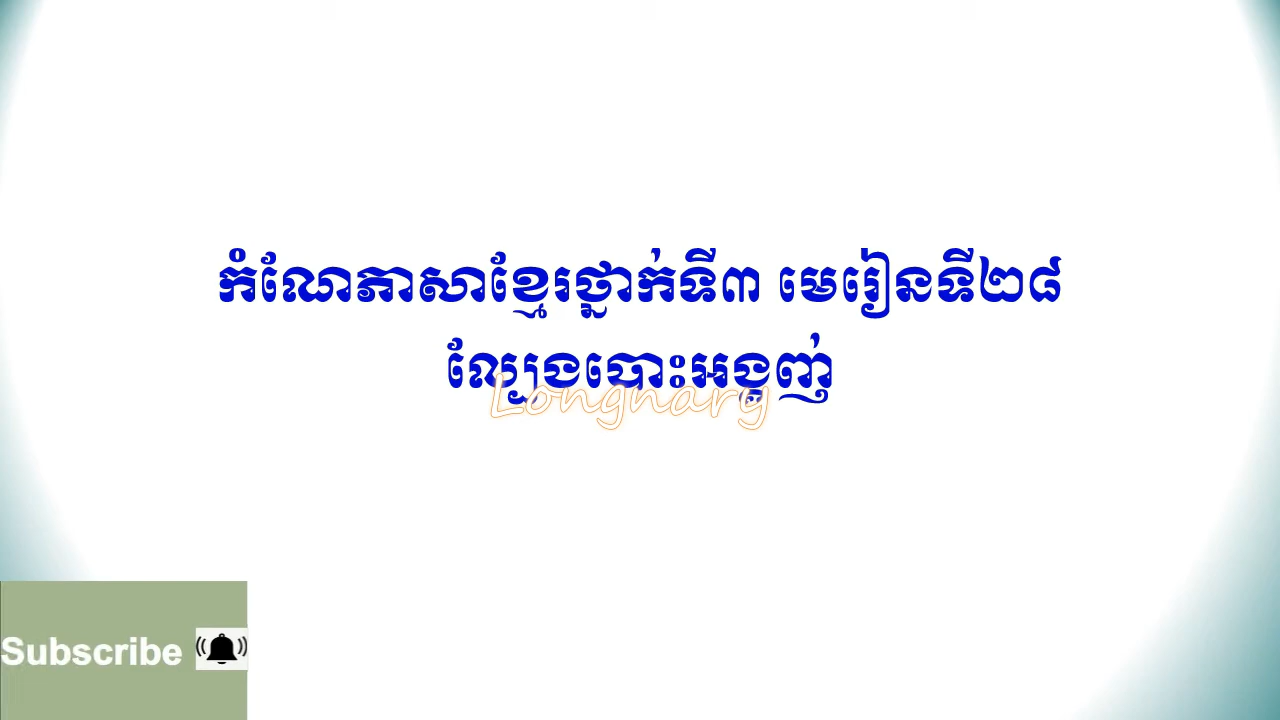 កំណែភាសាខ្មែរថ្នាក់ទី៣ មេរៀនទី២៨
ល្បែងបោះអង្គញ់
Longnary
Subscribe